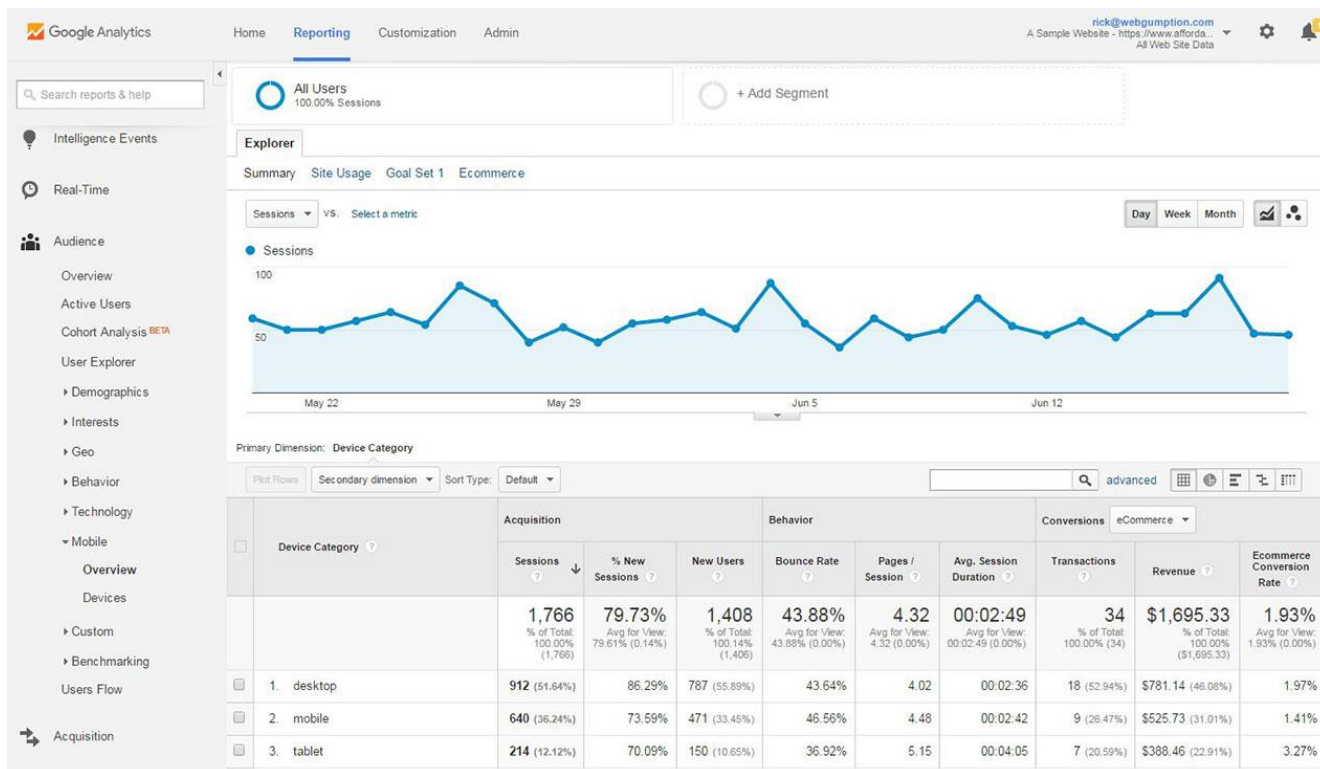 Google Analytics
Home Reporting Customization Admin
rick@webgumption.com
A Sample Website - https://www.afforda...
All Web Site Data
Search reports & help
Intelligence Events
Real-Time
Audience
Overview
Active Users
Cohort Analysis BETA
User Explorer
Demographics
Interests
Geo
Behavior
Technology
Mobile
Overview
Devices
Custom
Benchmarking
Users Flow
Acquisition
All Users
100.00% Sessions
+ Add Segment
Explorer
Summary Site Usage Goal Set 1 Ecommerce
Sessions VS. Select a metric
Day Week Month
Sessions
100
50
May 22 May 29 Jun 5 Jun 12
Primary Dimension: Device Category
Plot Rows Secondary dimension Sort Type: Default
advanced
Acquisition Behavior Conversions eCommerce
Device Category ?
Sessions ?
% New Sessions ?
New Users ?
Bounce Rate ?
Pages / Session ?
Avg. Session Duration ?
Transactions ?
Revenue ?
Ecommerce Conversion Rate ?
1,766 79.73% 1,408 43.88% 4.32 00:02:49 34 $1,695.33 1.93%
% of Total: 100.00% (1,766)
Avg for View: 79.61% (0.14%)
% of Total: 100.14% (1,406)
Avg for View: 43.88% (0.00%)
Avg for View: 4.32 (0.00%)
Avg for View: 00:02:49 (0.00%)
% of Total: 100.00% (34)
% of Total: 100.00% ($1,695.33)
Avg for View: 1.93% (0.00%)
1. desktop 912 (51.64%) 86.29% 787 (55.89%) 43.64% 4.02 00:02:36 18 (52.94%) $781.14 (46.08%) 1.97%
2. mobile 640 (36.24%) 73.59% 471 (33.45%) 46.56% 4.48 00:02:42 9 (26.47%) $525.73 (31.01%) 1.41%
3. tablet 214 (12.12%) 70.09% 150 (10.65%) 36.92% 5.15 00:04:05 7 (20.59%) $388.46 (22.91%) 3.27%